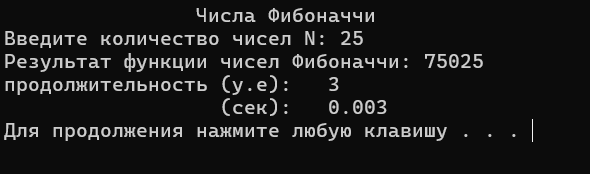 Числа Фибоначчи
Введите количество чисел N: 25
Результат функции чисел Фибоначчи: 75025
продолжительность (у.е): 3
(сек): 0.003
Для продолжения нажмите любую клавишу . . .